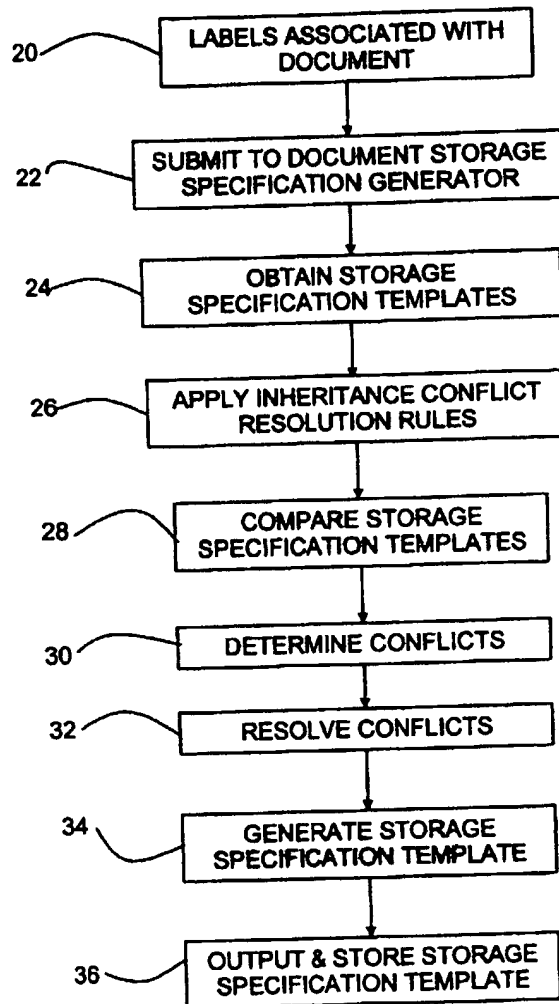 20
LABELS ASSOCIATED WITH
DOCUMENT
22
SUBMIT TO DOCUMENT STORAGE
SPECIFICATION GENERATOR
24
OBTAIN STORAGE
SPECIFICATION TEMPLATES
26
APPLY INHERITANCE CONFLICT
RESOLUTION RULES
28
COMPARE STORAGE
SPECIFICATION TEMPLATES
30
DETERMINE CONFLICTS
32
RESOLVE CONFLICTS
34
GENERATE STORAGE
SPECIFICATION TEMPLATE
36
OUTPUT & STORE STORAGE
SPECIFICATION TEMPLATE